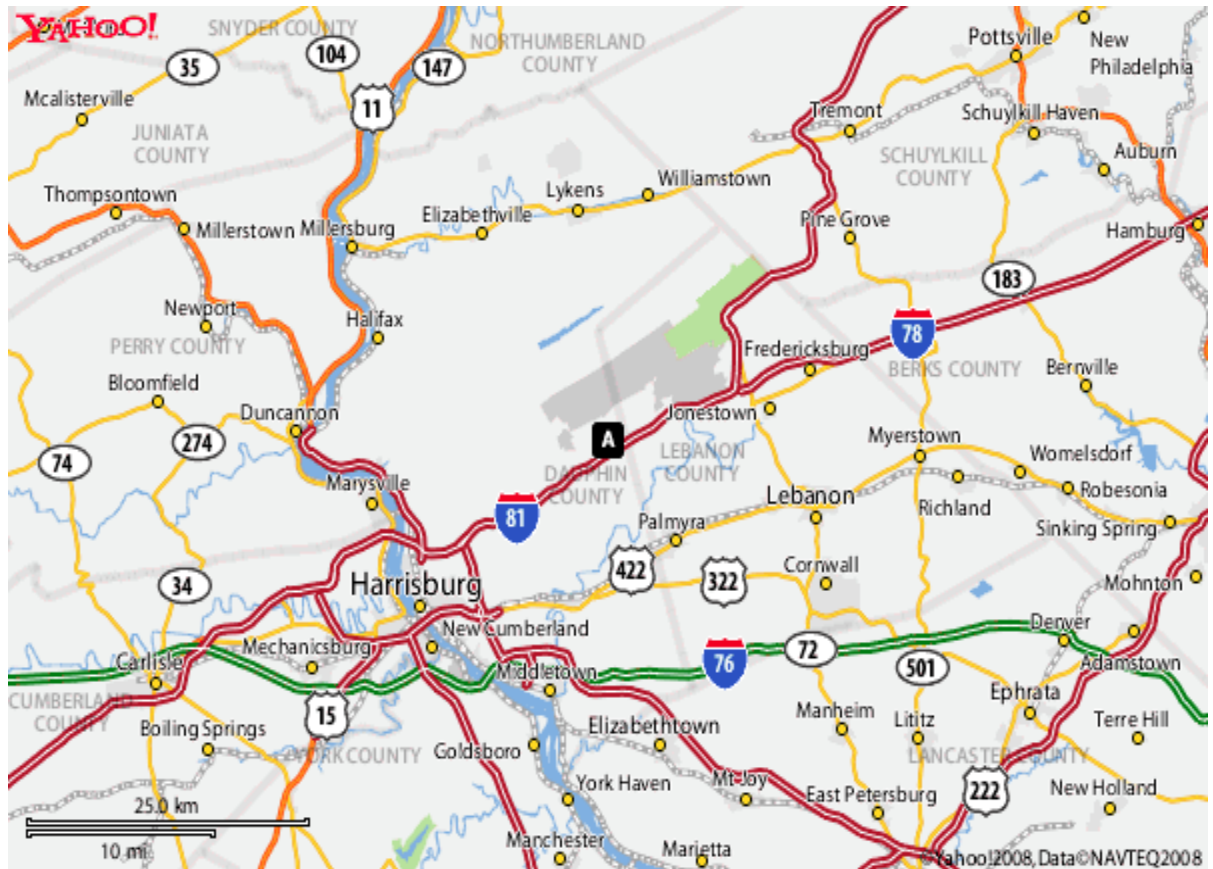 YAHOO!
SNYDER COUNTY
NORTHUMBERLAND
COUNTY
Pottsville
New
Philadelphia
35
104
147
11
Mcalisterville
Tremont
Schuylkill Haven
JUNIATA
COUNTY
SCHUYLKILL
COUNTY
Auburn
Thompsontown
Lykens
Williamstown
Millerstown
Millersburg
Elizabethville
Pine Grove
Hamburg
183
Newport
Halifax
PERRY COUNTY
78
Fredericksburg
BERKS COUNTY
Bernville
Bloomfield
Duncannon
Jonestown
274
A
74
DAUPHIN
COUNTY
LEBANON
COUNTY
Myerstown
Womelsdorf
Marysville
81
Palmyra
Lebanon
Richland
Robesonia
Sinking Spring
34
Harrisburg
422
322
Cornwall
Mohnton
Mechanicsburg
New Cumberland
Denver
Carlisle
76
72
501
Adamstown
Middletown
CUMBERLAND
COUNTY
15
Ephrata
Boiling Springs
YORK COUNTY
Goldsboro
Elizabethtown
Manheim
Lititz
Terre Hill
LANCASTER COUNTY
York Haven
Mt Joy
East Petersburg
222
New Holland
25.0 km
10 mi
Manchester
Marietta
©Yahoo!2008,Data©NAVTEQ2008